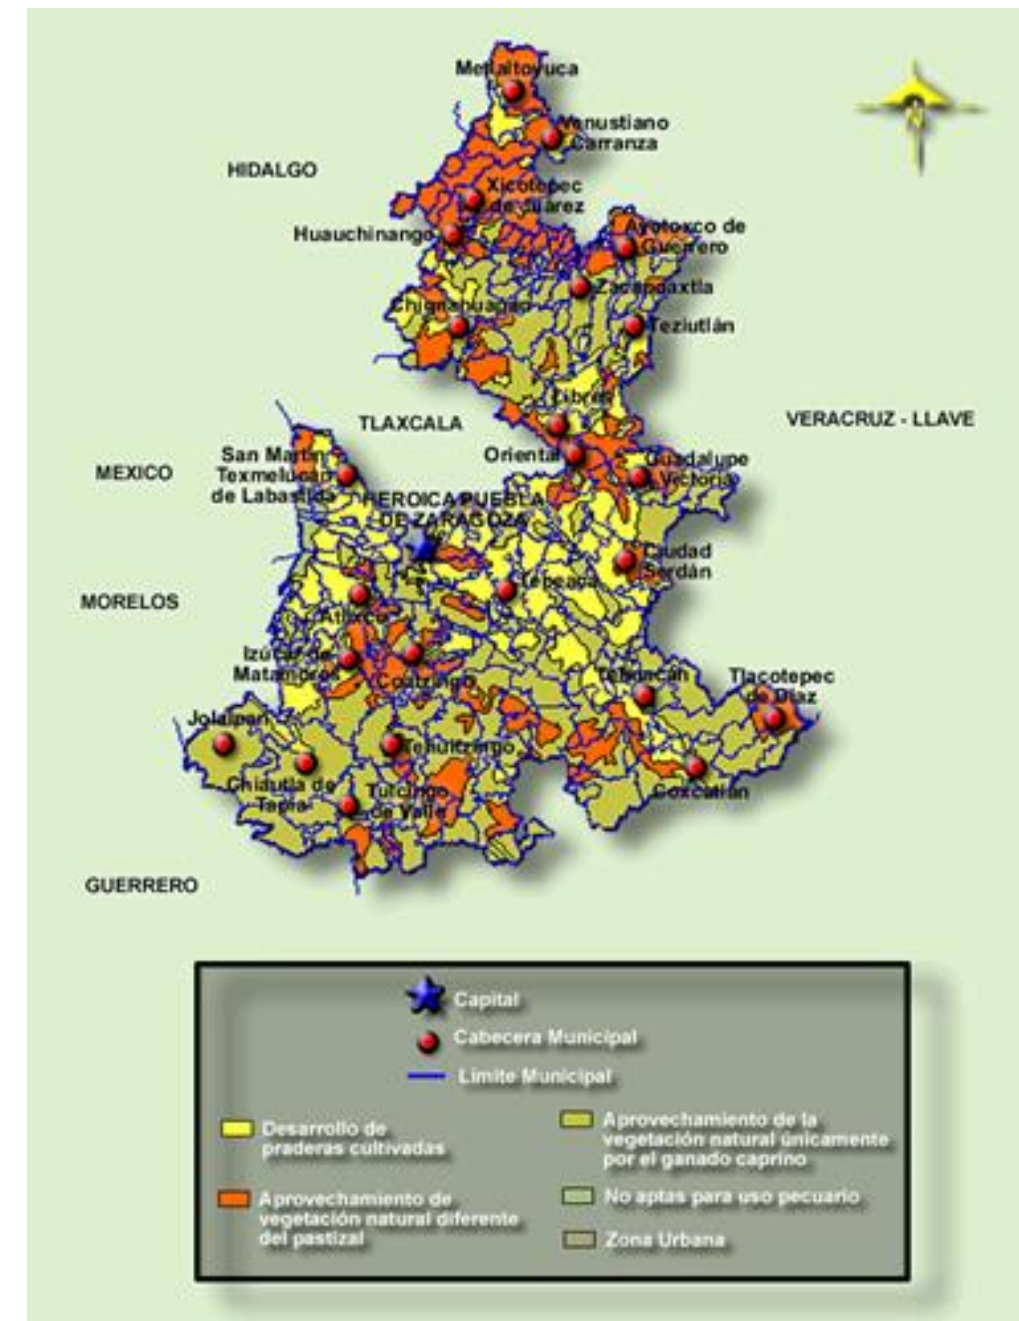 Metlaltoyuca
Venustiano
Carranza
HIDALGO
Xicotepec
de Juárez
Huauchinango
Ayotoxco de
Guerrero
N
Zacapoaxtla
Chignahuapan
Teziutlán
Libres
TLAXCALA
VERACRUZ - LLAVE
Oriental
MEXICO
San Martín
Texmelucan
de Labastida
Guadalupe
Victoria
HEROICA PUEBLA
DE ZARAGOZA
Ciudad
Serdán
Tepeaca
MORELOS
Atlixco
Izúcar de
Matamoros
Coatzingo
Tehuacán
Tlacotepec
de Díaz
Jolalpan
Tehuitzingo
Chiautla de
Tapia
Tulcingo
de Valle
Coxcatlán
GUERRERO
Capital
Cabecera Municipal
Límite Municipal
Desarrollo de
praderas cultivadas
Aprovechamiento de
vegetación natural diferente
del pastizal
Aprovechamiento de la
vegetación natural únicamente
por el ganado caprino
No aptas para uso pecuario
Zona Urbana